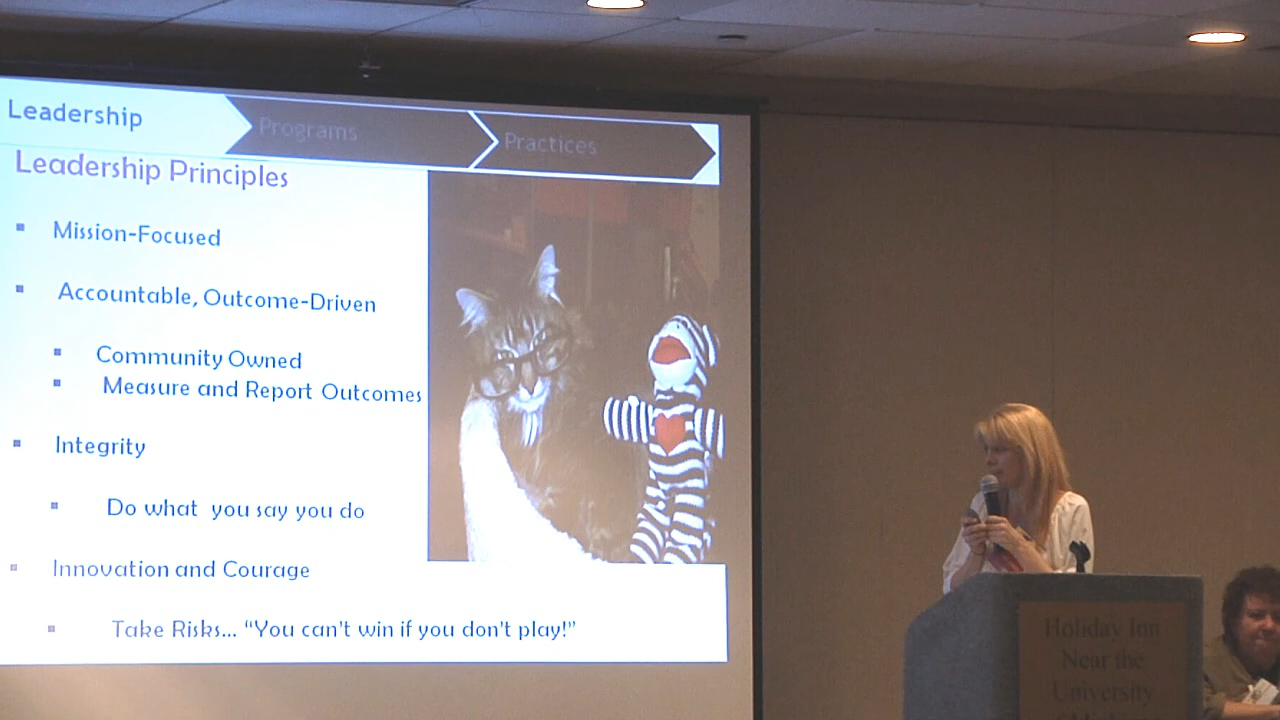 Leadership
Programs
Practices
Leadership Principles
Mission-Focused
Accountable, Outcome-Driven
Community Owned
Measure and Report Outcomes
Integrity
Do what you say you do
Innovation and Courage
Take Risks... “You can't win if you don't play!”
Holiday Inn
Near the
University